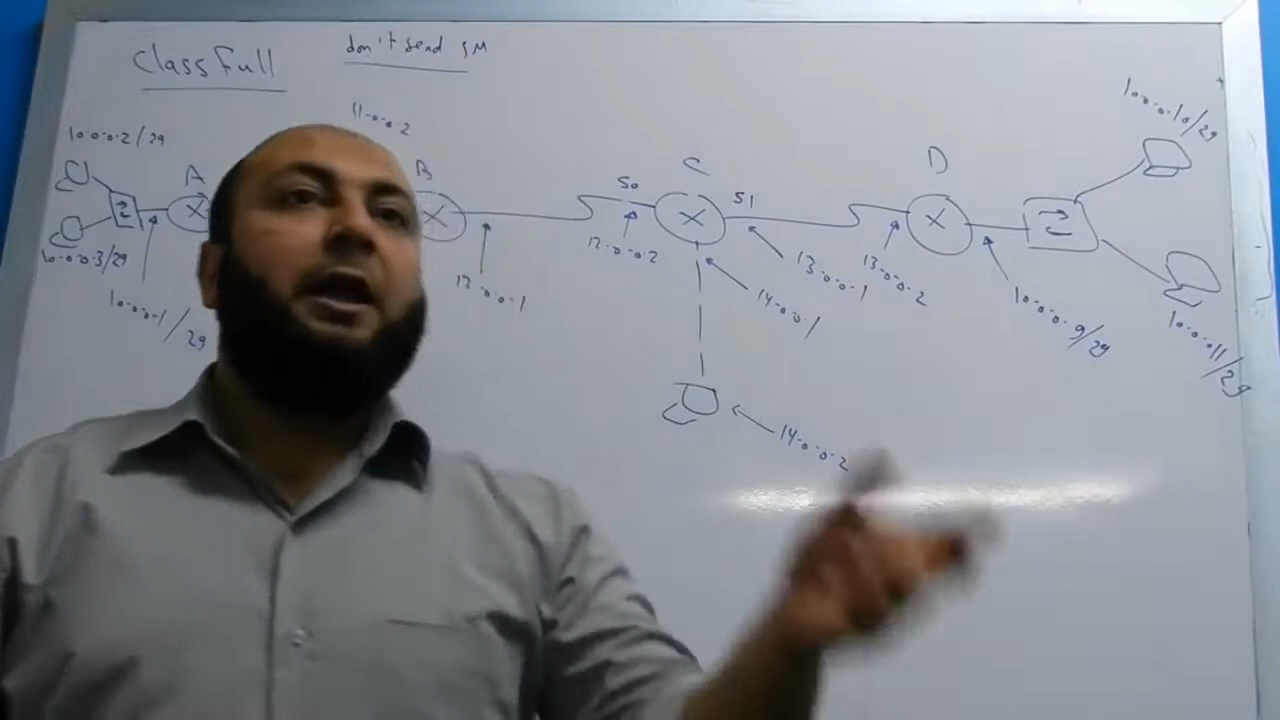 Classfull
don't send SM
10.0.0.2/29
11.0.0.2
10.0.0.10/29
A
B
C
D
S0
S1
10.0.0.3/29
12.0.0.2
12.0.0.1
13.0.0.1
13.0.0.2
10.0.0.1/29
14.0.0.1
10.0.0.9/29
10.0.0.11/29
14.0.0.2